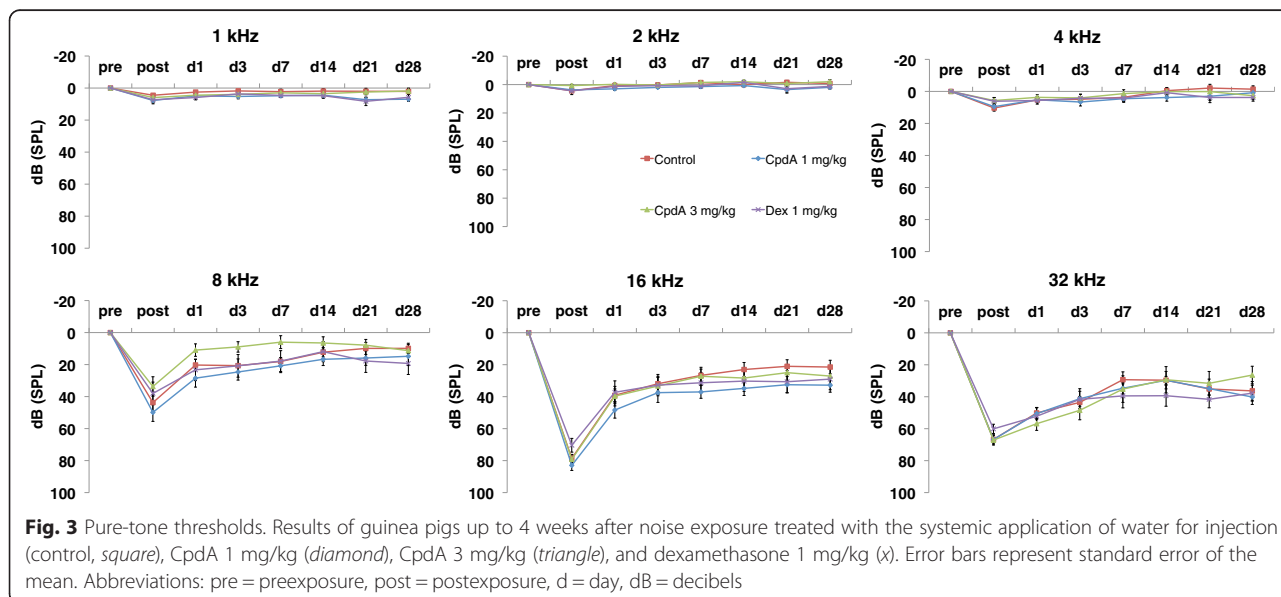 1 kHz
2 kHz
4 kHz
-20
0
20
40
60
80
100
dB (SPL)
pre post d1 d3 d7 d14 d21 d28
-20
0
20
40
60
80
100
dB (SPL)
pre post d1 d3 d7 d14 d21 d28
Control
CpdA 1 mg/kg
CpdA 3 mg/kg
Dex 1 mg/kg
-20
0
20
40
60
80
100
dB (SPL)
pre post d1 d3 d7 d14 d21 d28
8 kHz
16 kHz
32 kHz
-20
0
20
40
60
80
100
dB (SPL)
pre post d1 d3 d7 d14 d21 d28
-20
0
20
40
60
80
100
dB (SPL)
pre post d1 d3 d7 d14 d21 d28
-20
0
20
40
60
80
100
dB (SPL)
pre post d1 d3 d7 d14 d21 d28
Fig. 3 Pure-tone thresholds. Results of guinea pigs up to 4 weeks after noise exposure treated with the systemic application of water for injection
(control, square), CpdA 1 mg/kg (diamond), CpdA 3 mg/kg (triangle), and dexamethasone 1 mg/kg (x). Error bars represent standard error of the
mean. Abbreviations: pre = preexposure, post = postexposure, d = day, dB = decibels